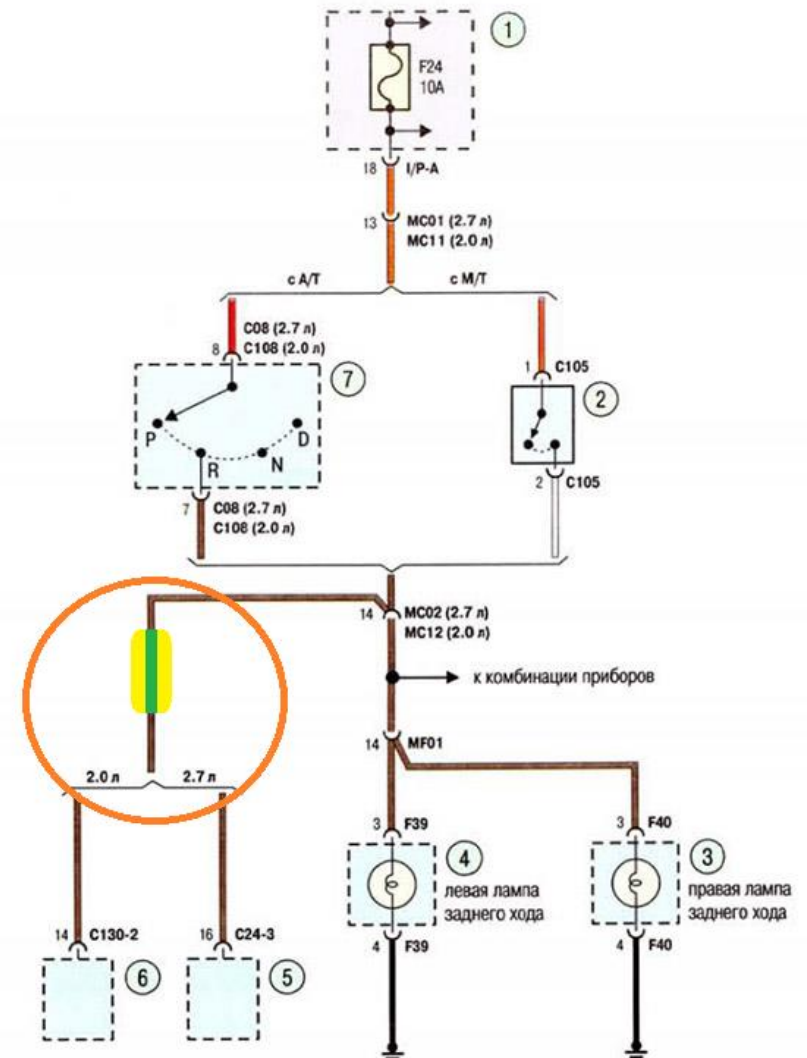 1
F24
10A
18 I/P-A
13 MC01 (2.7 л)
MC11 (2.0 л)
с А/Т
с М/Т
C08 (2.7 л)
8 C108 (2.0 л)
7
1 C105
2
P
R
N
D
2 C105
7 C08 (2.7 л)
C108 (2.0 л)
14 MC02 (2.7 л)
MC12 (2.0 л)
к комбинации приборов
14 MF01
2.0 л
2.7 л
3 F39
3 F40
4
левая лампа
заднего хода
3
правая лампа
заднего хода
14 C130-2
16 C24-3
4 F39
4 F40
6
5